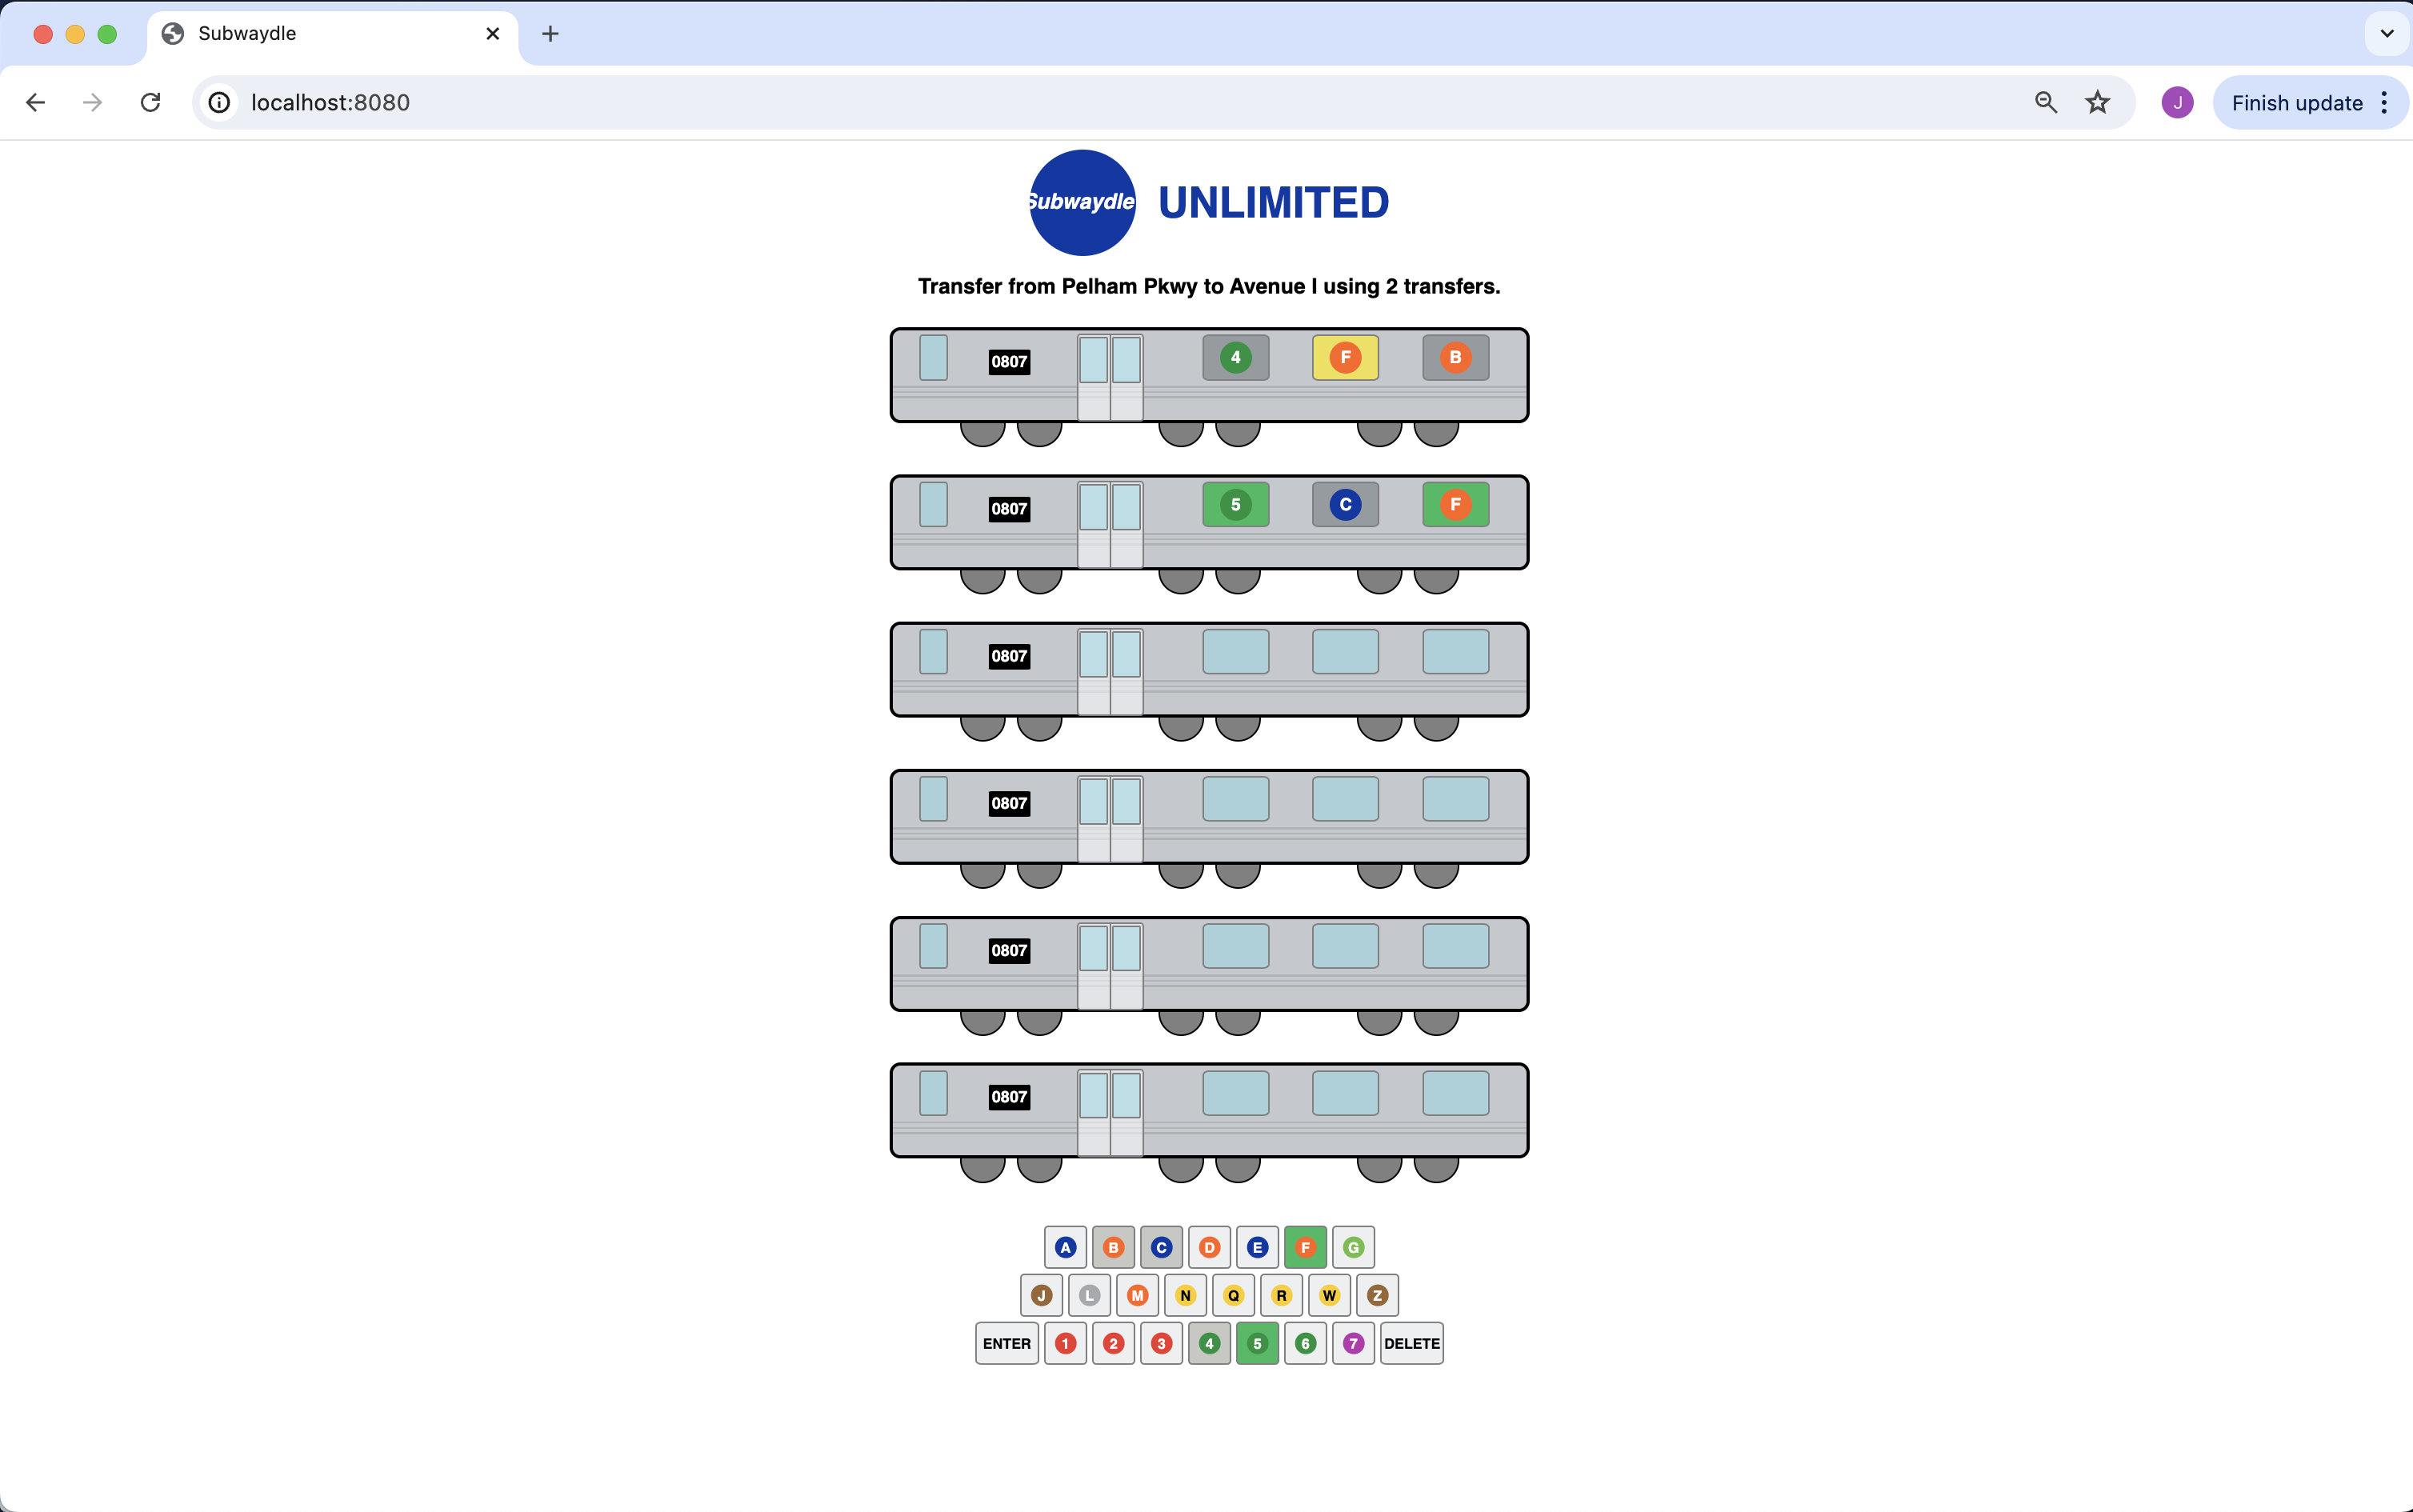 Subwaydle
localhost:8080
J
Finish update
Subwaydle UNLIMITED
Transfer from Pelham Pkwy to Avenue I using 2 transfers.
0807 4 F B
0807 5 C F
0807
0807
0807
0807
A B C D E F G
J L M N Q R W Z
ENTER 1 2 3 4 5 6 7 DELETE